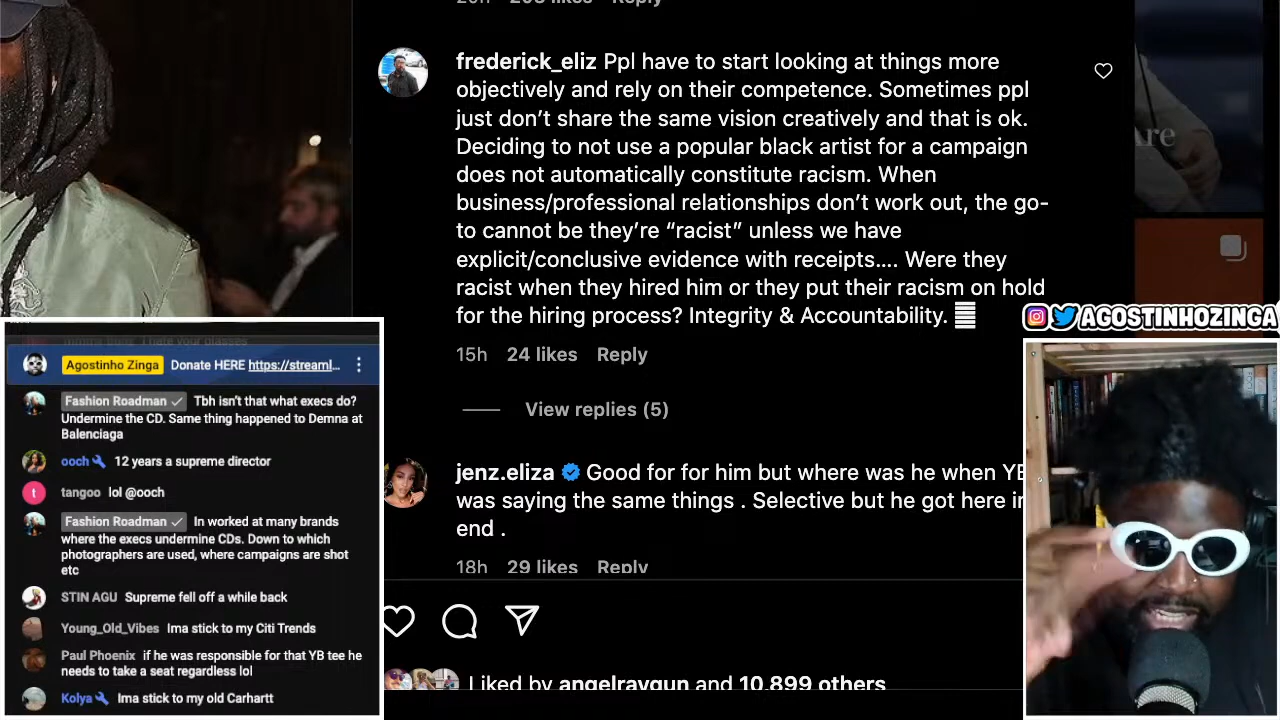 20h 203 likes Reply
frederick_eliz Ppl have to start looking at things more
objectively and rely on their competence. Sometimes ppl
just don’t share the same vision creatively and that is ok.
Deciding to not use a popular black artist for a campaign
does not automatically constitute racism. When
business/professional relationships don’t work out, the go-
to cannot be they’re “racist” unless we have
explicit/conclusive evidence with receipts.... Were they
racist when they hired him or they put their racism on hold
for the hiring process? Integrity & Accountability.
15h 24 likes Reply
View replies (5)
jenz.eliza Good for for him but where was he when YE
was saying the same things . Selective but he got here in
end .
18h 29 likes Reply
Liked by angelraygun and 10,899 others
Are
AGOSTINHOZINGA
I hate your glasses
Agostinho Zinga Donate HERE https://streaml...
Fashion Roadman Tbh isn’t that what execs do?
Undermine the CD. Same thing happened to Demna at
Balenciaga
ooch 12 years a supreme director
tangoo lol @ooch
Fashion Roadman In worked at many brands
where the execs undermine CDs. Down to which
photographers are used, where campaigns are shot
etc
STIN AGU Supreme fell off a while back
Young_Old_Vibes Ima stick to my Citi Trends
Paul Phoenix if he was responsible for that YB tee he
needs to take a seat regardless lol
Kolya Ima stick to my old Carhartt
t